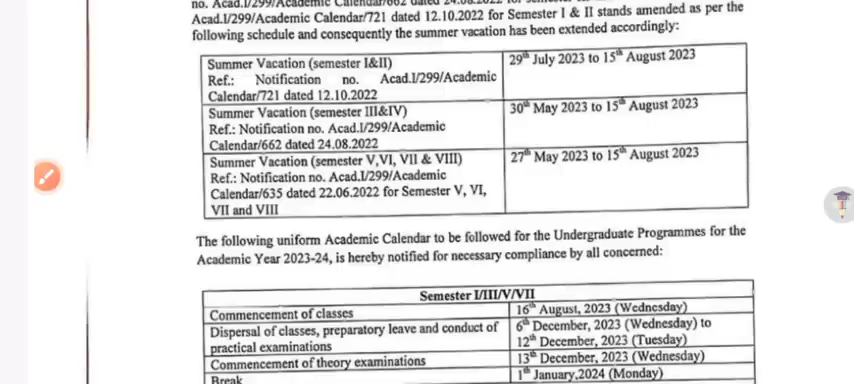 no. Acad.I/299/Academic Calendar/662 dated 24.08.2022 for Semester
Acad.I/299/Academic Calendar/721 dated 12.10.2022 for Semester I & II stands amended as per the
following schedule and consequently the summer vacation has been extended accordingly:
Summer Vacation (semester I&II)
Ref.: Notification no. Acad.I/299/Academic
Calendar/721 dated 12.10.2022
29th July 2023 to 15th August 2023
Summer Vacation (semester III&IV)
Ref.: Notification no. Acad.I/299/Academic
Calendar/662 dated 24.08.2022
30th May 2023 to 15th August 2023
Summer Vacation (semester V,VI, VII & VIII)
Ref.: Notification no. Acad.I/299/Academic
Calendar/635 dated 22.06.2022 for Semester V, VI,
VII and VIII
27th May 2023 to 15th August 2023
The following uniform Academic Calendar to be followed for the Undergraduate Programmes for the
Academic Year 2023-24, is hereby notified for necessary compliance by all concerned:
Semester I/III/V/VII
Commencement of classes 16th August, 2023 (Wednesday)
Dispersal of classes, preparatory leave and conduct of
practical examinations
6th December, 2023 (Wednesday) to
12th December, 2023 (Tuesday)
Commencement of theory examinations 13th December, 2023 (Wednesday)
Break 1st January,2024 (Monday)